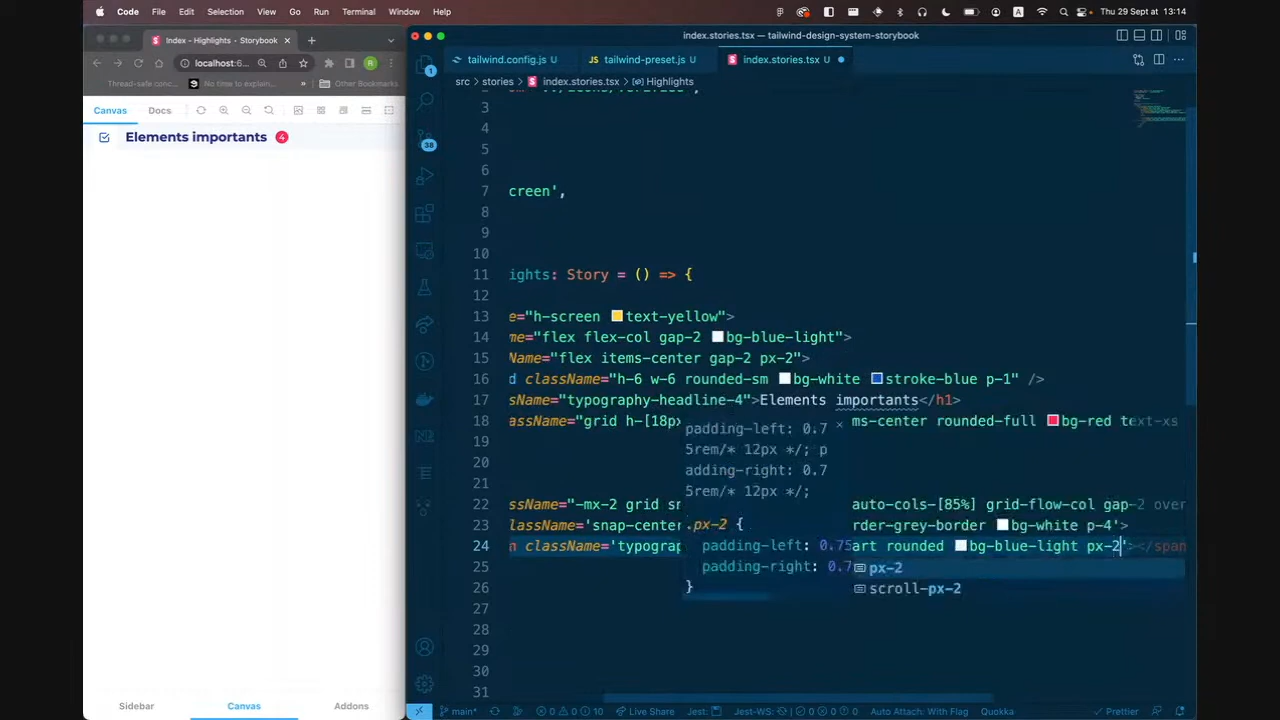 Code File Edit Selection View Go Run Terminal Window Help
Thu 29 Sept at 13:14
Index - Highlights - Storybook
localhost:6...
Thread-safe conc...
No time to explain...
Other Bookmarks
Canvas Docs
Elements importants 4
Sidebar Canvas Addons
index.stories.tsx — tailwind-design-system-storybook
tailwind.config.js U
tailwind-preset.js U
index.stories.tsx U
src > stories > index.stories.tsx > Highlights
1
38
3
4
5
6
7 creen',
8
9
10
11 ights: Story = () => {
12
13 e="h-screen text-yellow">
14 me="flex flex-col gap-2 bg-blue-light">
15 Name="flex items-center gap-2 px-2">
16 d className="h-6 w-6 rounded-sm bg-white stroke-blue p-1" />
17 sName="typography-headline-4">Elements importants</h1>
18 assName="grid h-[18px ms-center rounded-full bg-red text-xs
19
20
21
22 ssName="-mx-2 grid sn auto-cols-[85%] grid-flow-col gap-2 over
23 lassName='snap-center rder-grey-border bg-white p-4'>
24 n className='typograp art rounded bg-blue-light px-2'></span
25
26
27
28
29
30
31
padding-left: 0.7
5rem/* 12px */; p
adding-right: 0.7
5rem/* 12px */;
.px-2 {
padding-left: 0.75
padding-right: 0.7
}
px-2
scroll-px-2
main* 0 0 10 Live Share Jest: Jest-WS: 0 0 0 Auto Attach: With Flag Quokka Prettier